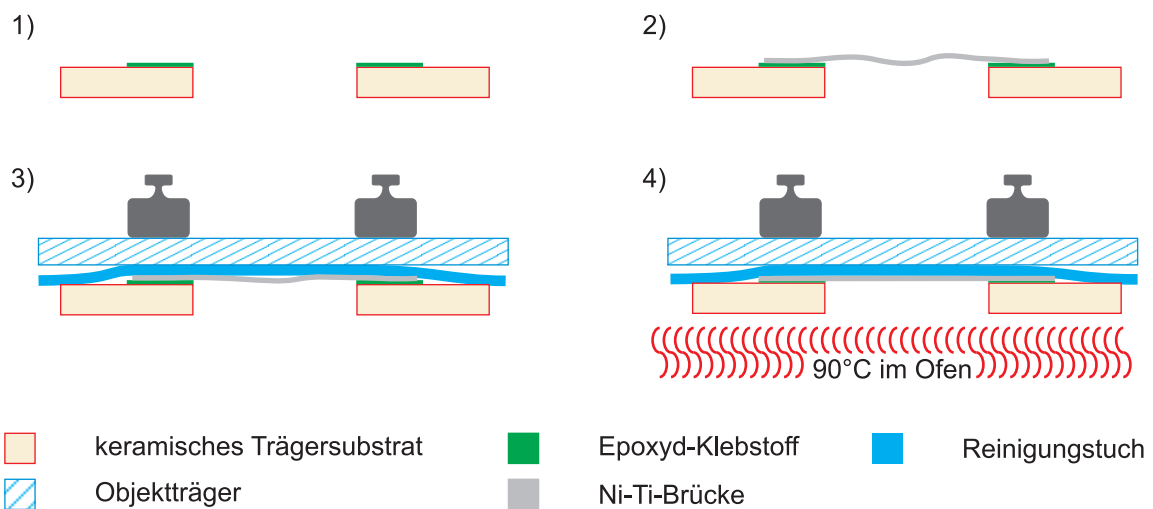 1)
2)
3)
4)
90°C im Ofen
keramisches Trägersubstrat
Epoxyd-Klebstoff
Reinigungstuch
Objektträger
Ni-Ti-Brücke